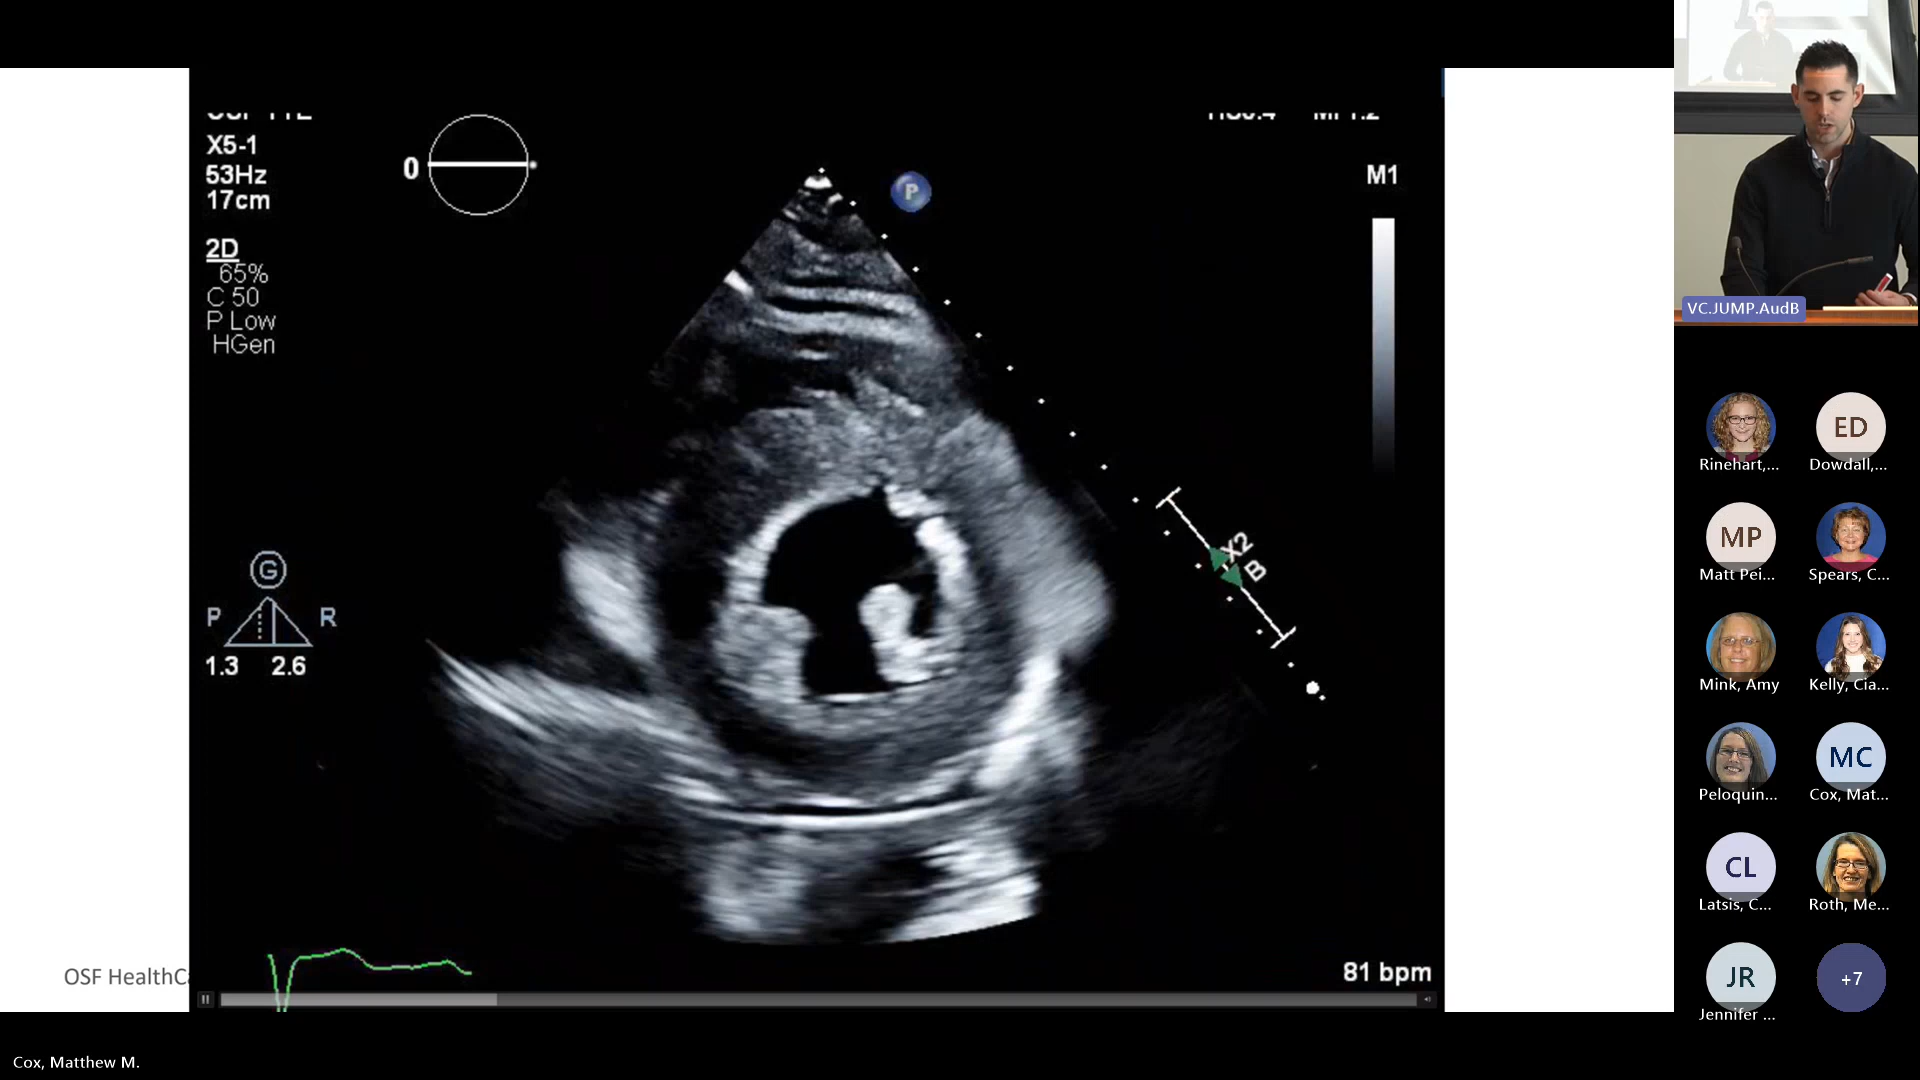 X5-1
53Hz
17cm
2D
65%
C 50
P Low
HGen
0
P
M1
X2
B
G
P R
1.3 2.6
81 bpm
OSF HealthCa
VC.JUMP.AudB
Rinehart,...
ED
Dowdall,...
MP
Matt Pei...
Spears, C...
Mink, Amy
Kelly, Cia...
Peloquin...
MC
Cox, Mat...
CL
Latsis, C...
Roth, Me...
JR
Jennifer ...
+7
Cox, Matthew M.